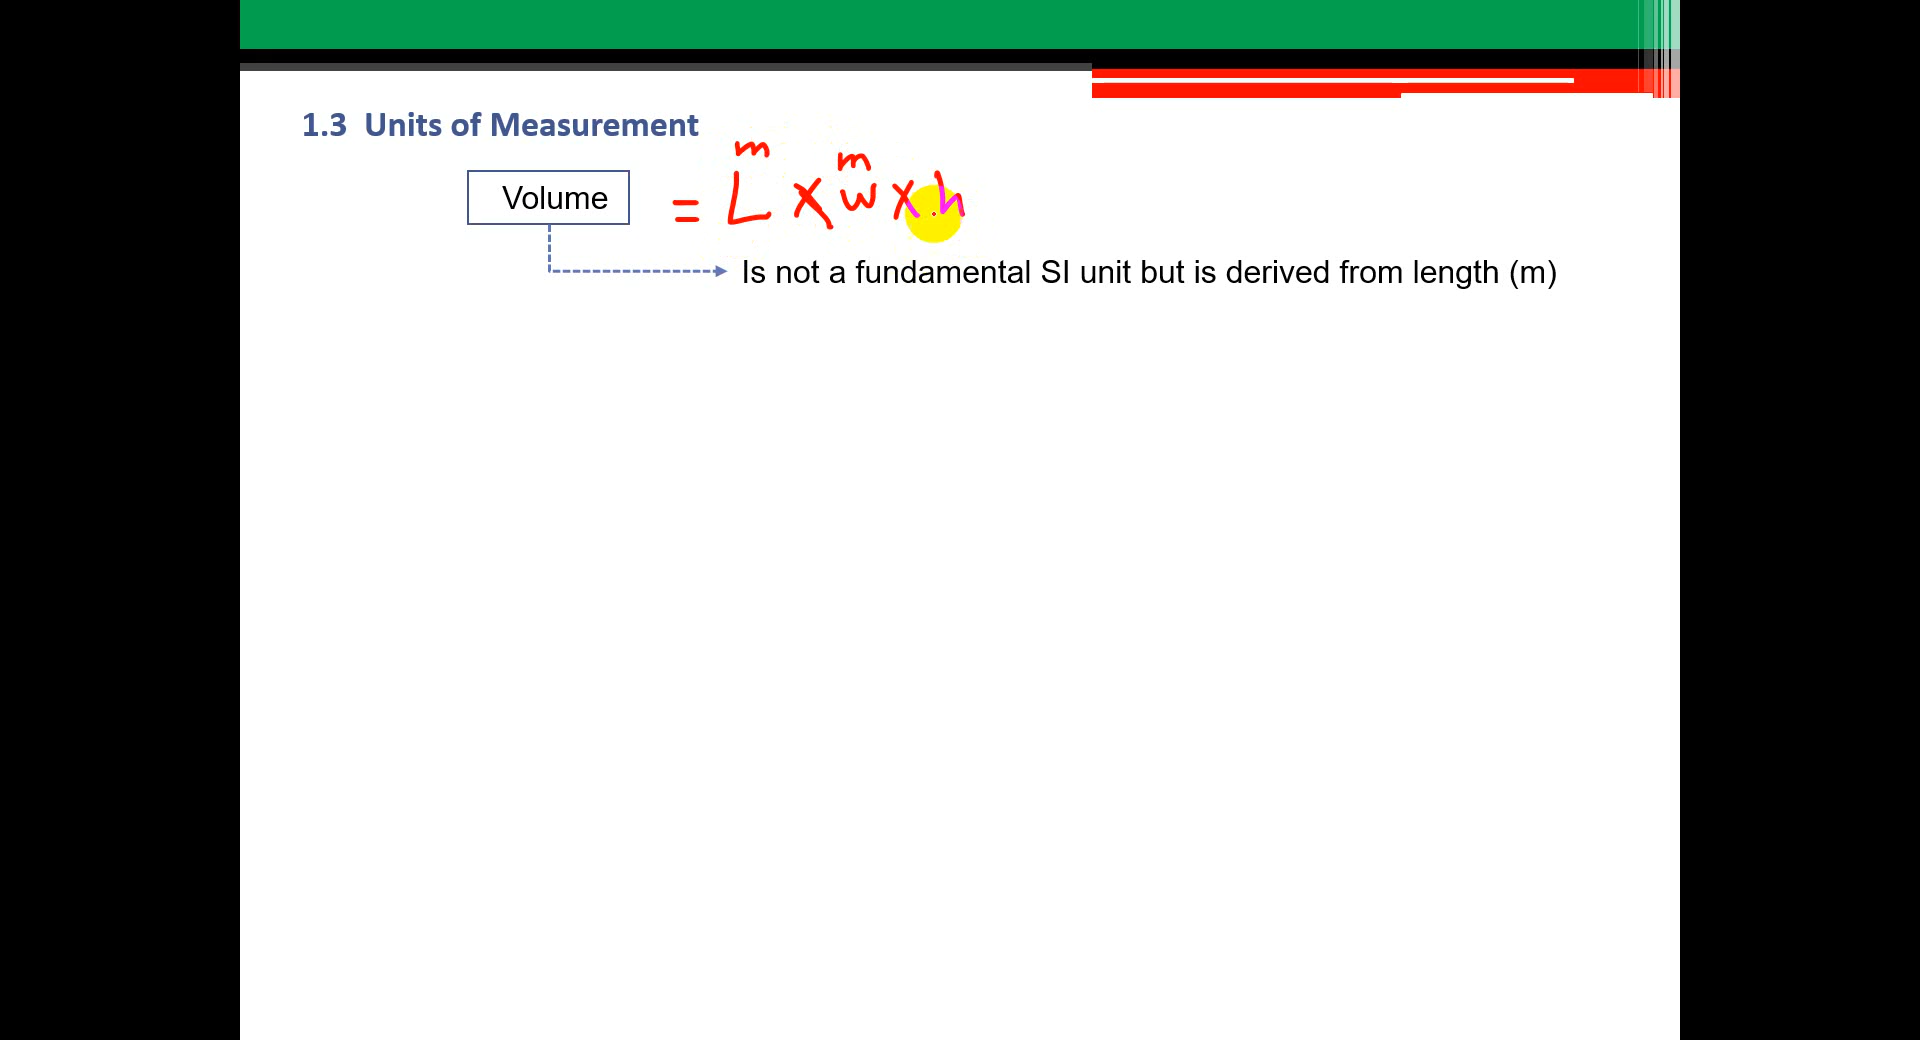 1.3 Units of Measurement
m m
Volume = L x w x h
Is not a fundamental SI unit but is derived from length (m)